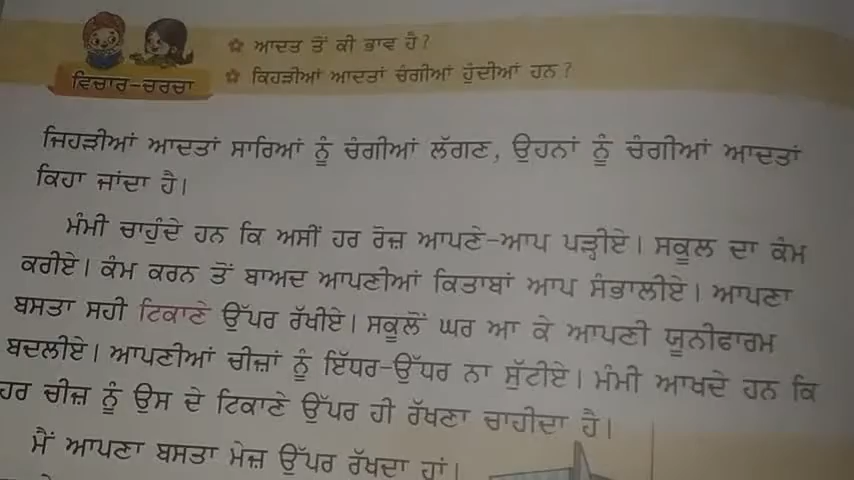 ਵਿਚਾਰ-ਚਰਚਾ
☆ ਆਦਤ ਤੋਂ ਕੀ ਭਾਵ ਹੈ?
☆ ਕਿਹੜੀਆਂ ਆਦਤਾਂ ਚੰਗੀਆਂ ਹੁੰਦੀਆਂ ਹਨ?
ਜਿਹੜੀਆਂ ਆਦਤਾਂ ਸਾਰਿਆਂ ਨੂੰ ਚੰਗੀਆਂ ਲੱਗਣ, ਉਹਨਾਂ ਨੂੰ ਚੰਗੀਆਂ ਆਦਤਾਂ
ਕਿਹਾ ਜਾਂਦਾ ਹੈ।
ਮੰਮੀ ਚਾਹੁੰਦੇ ਹਨ ਕਿ ਅਸੀਂ ਹਰ ਰੋਜ਼ ਆਪਣੇ-ਆਪ ਪੜ੍ਹੀਏ। ਸਕੂਲ ਦਾ ਕੰਮ
ਕਰੀਏ। ਕੰਮ ਕਰਨ ਤੋਂ ਬਾਅਦ ਆਪਣੀਆਂ ਕਿਤਾਬਾਂ ਆਪ ਸੰਭਾਲੀਏ। ਆਪਣਾ
ਬਸਤਾ ਸਹੀ ਟਿਕਾਣੇ ਉੱਪਰ ਰੱਖੀਏ। ਸਕੂਲੋਂ ਘਰ ਆ ਕੇ ਆਪਣੀ ਯੂਨੀਫਾਰਮ
ਬਦਲੀਏ। ਆਪਣੀਆਂ ਚੀਜ਼ਾਂ ਨੂੰ ਇੱਧਰ-ਉੱਧਰ ਨਾ ਸੁੱਟੀਏ। ਮੰਮੀ ਆਖਦੇ ਹਨ ਕਿ
ਹਰ ਚੀਜ਼ ਨੂੰ ਉਸ ਦੇ ਟਿਕਾਣੇ ਉੱਪਰ ਹੀ ਰੱਖਣਾ ਚਾਹੀਦਾ ਹੈ।
ਮੈਂ ਆਪਣਾ ਬਸਤਾ ਮੇਜ਼ ਉੱਪਰ ਰੱਖਦਾ ਹਾਂ।